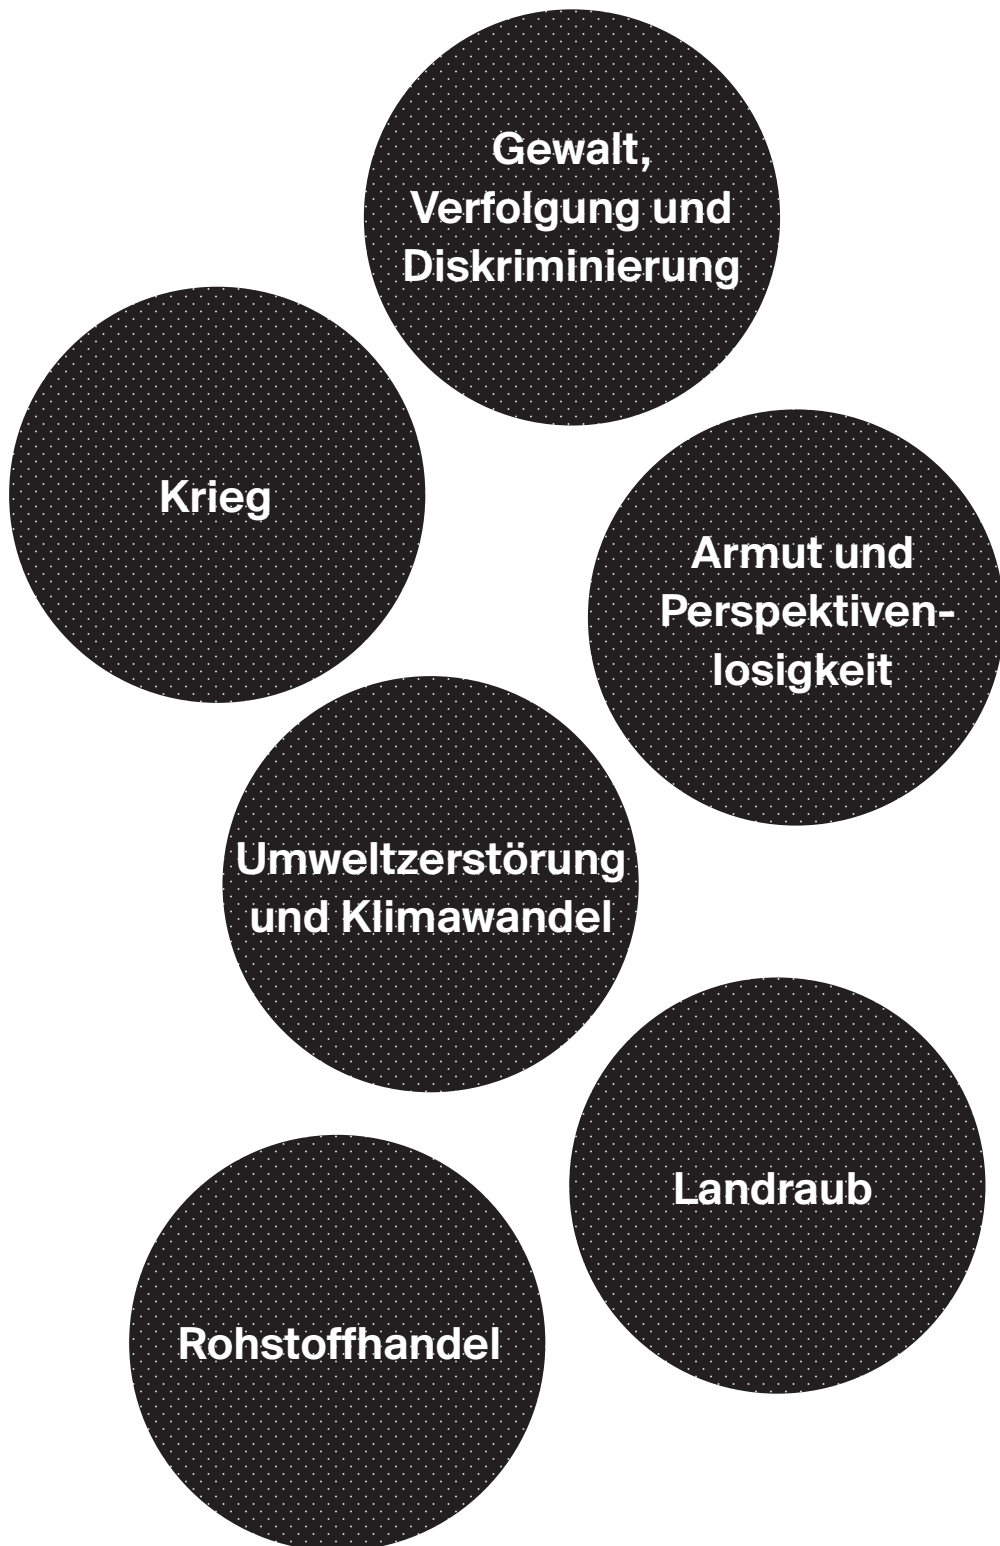 Gewalt,
Verfolgung und
Diskriminierung
Krieg
Armut und
Perspektiven-
losigkeit
Umweltzerstörung
und Klimawandel
Landraub
Rohstoffhandel